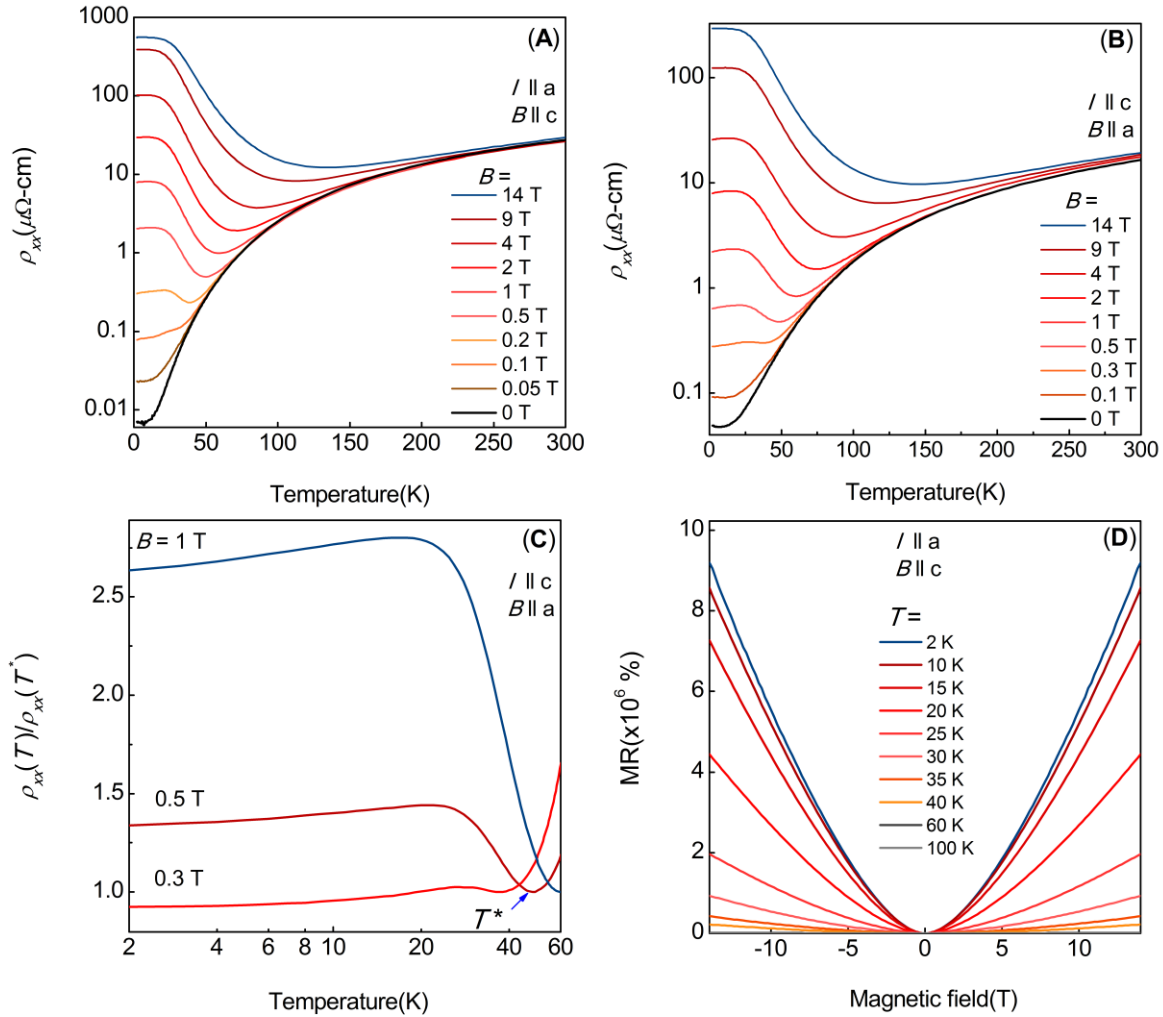 (A)
I || a
B || c
ρxx(μΩ-cm)
1000
100
10
1
0.1
0.01
B =
14 T
9 T
4 T
2 T
1 T
0.5 T
0.2 T
0.1 T
0.05 T
0 T
0 50 100 150 200 250 300
Temperature(K)
(B)
I || c
B || a
ρxx(μΩ-cm)
100
10
1
0.1
B =
14 T
9 T
4 T
2 T
1 T
0.5 T
0.3 T
0.1 T
0 T
0 50 100 150 200 250 300
Temperature(K)
(C)
B = 1 T
I || c
B || a
ρxx(T)/ρxx(T*)
2.5
2.0
1.5
1.0
0.5 T
0.3 T
T*
2 4 6 8 10 20 40 60
Temperature(K)
(D)
I || a
B || c
MR(x10⁶ %)
10
8
6
4
2
0
T =
2 K
10 K
15 K
20 K
25 K
30 K
35 K
40 K
60 K
100 K
-10 -5 0 5 10
Magnetic field(T)